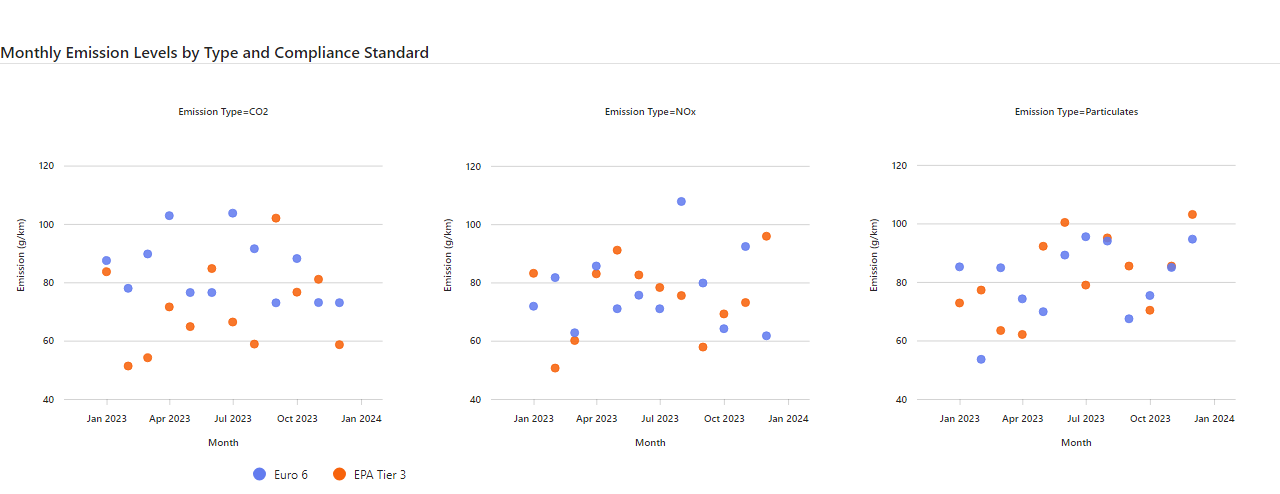 Monthly Emission Levels by Type and Compliance Standard
Emission Type=CO2
Emission Type=NOx
Emission Type=Particulates
120
100
80
60
40
Emission (g/km)
Jan 2023 Apr 2023 Jul 2023 Oct 2023 Jan 2024
Month
120
100
80
60
40
Emission (g/km)
Jan 2023 Apr 2023 Jul 2023 Oct 2023 Jan 2024
Month
120
100
80
60
40
Emission (g/km)
Jan 2023 Apr 2023 Jul 2023 Oct 2023 Jan 2024
Month
Euro 6 EPA Tier 3